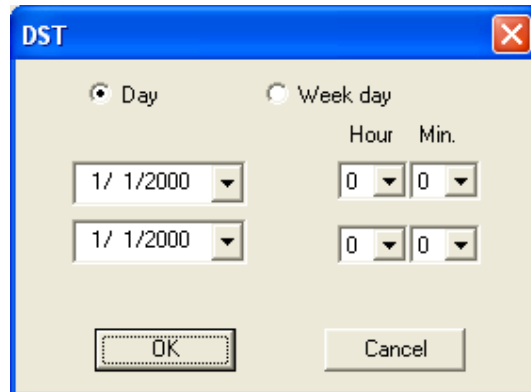 DST
Day Week day
Hour Min.
1/ 1/2000 0 0
1/ 1/2000 0 0
OK Cancel